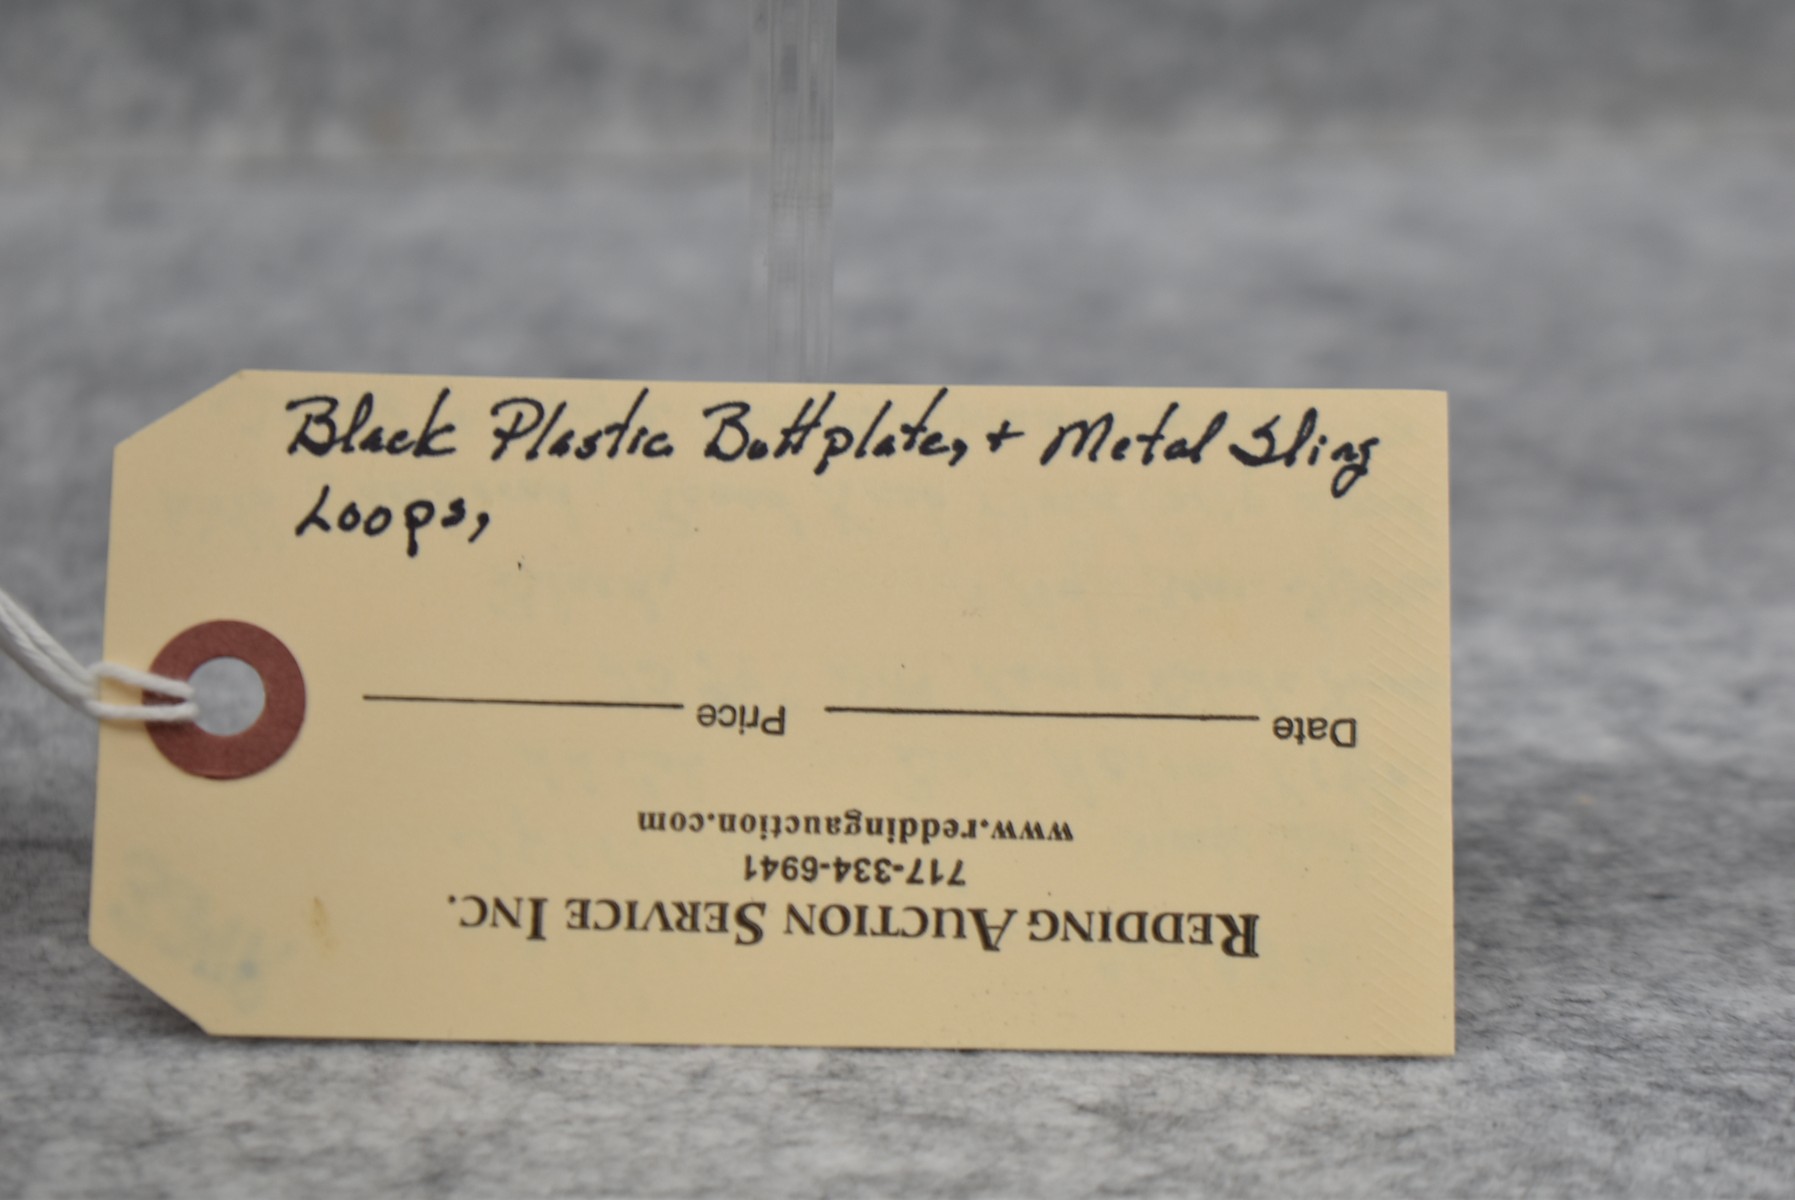 Black Plastic Buttplate, + Metal Sling
Loops,
REDDING AUCTION SERVICE INC.
717-334-6941
www.reddingauction.com
Date Price